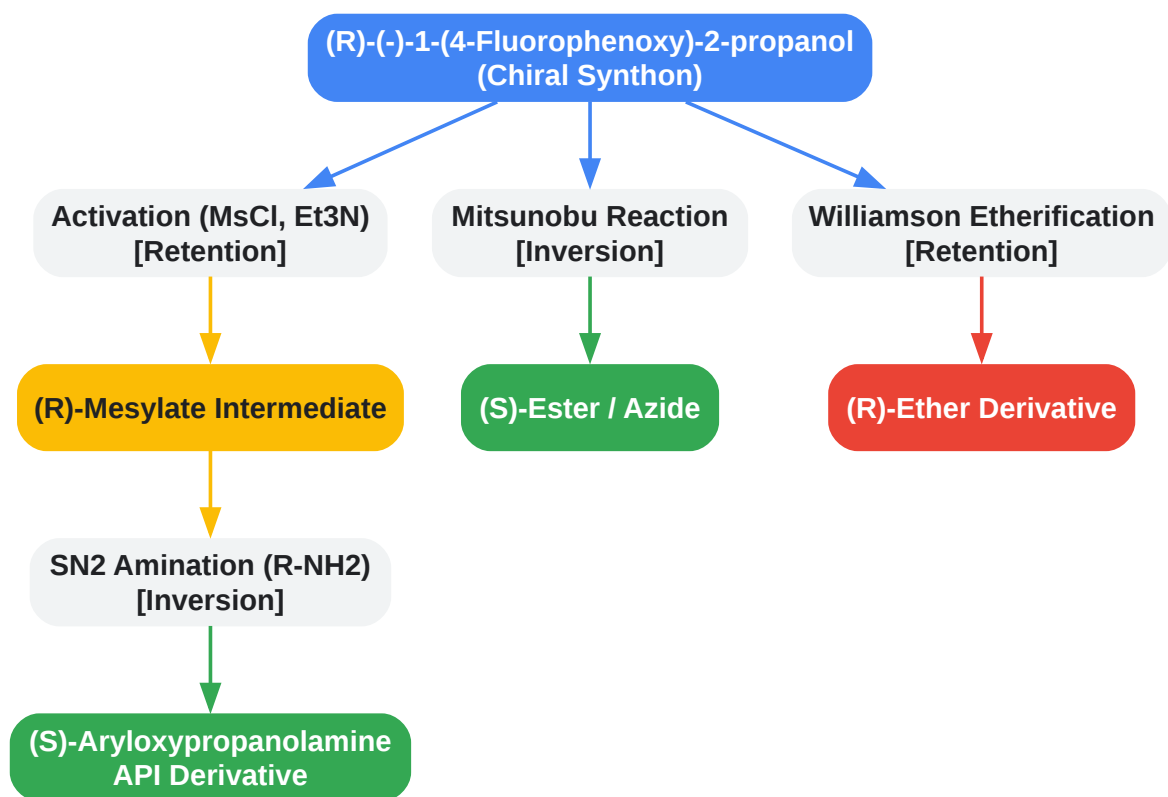 (R)-(-)-1-(4-Fluorophenoxy)-2-propanol
(Chiral Synthon)
Activation (MsCl, Et3N)
[Retention]
Mitsunobu Reaction
[Inversion]
Williamson Etherification
[Retention]
(R)-Mesylate Intermediate
(S)-Ester / Azide
(R)-Ether Derivative
SN2 Amination (R-NH2)
[Inversion]
(S)-Aryloxypropanolamine
API Derivative